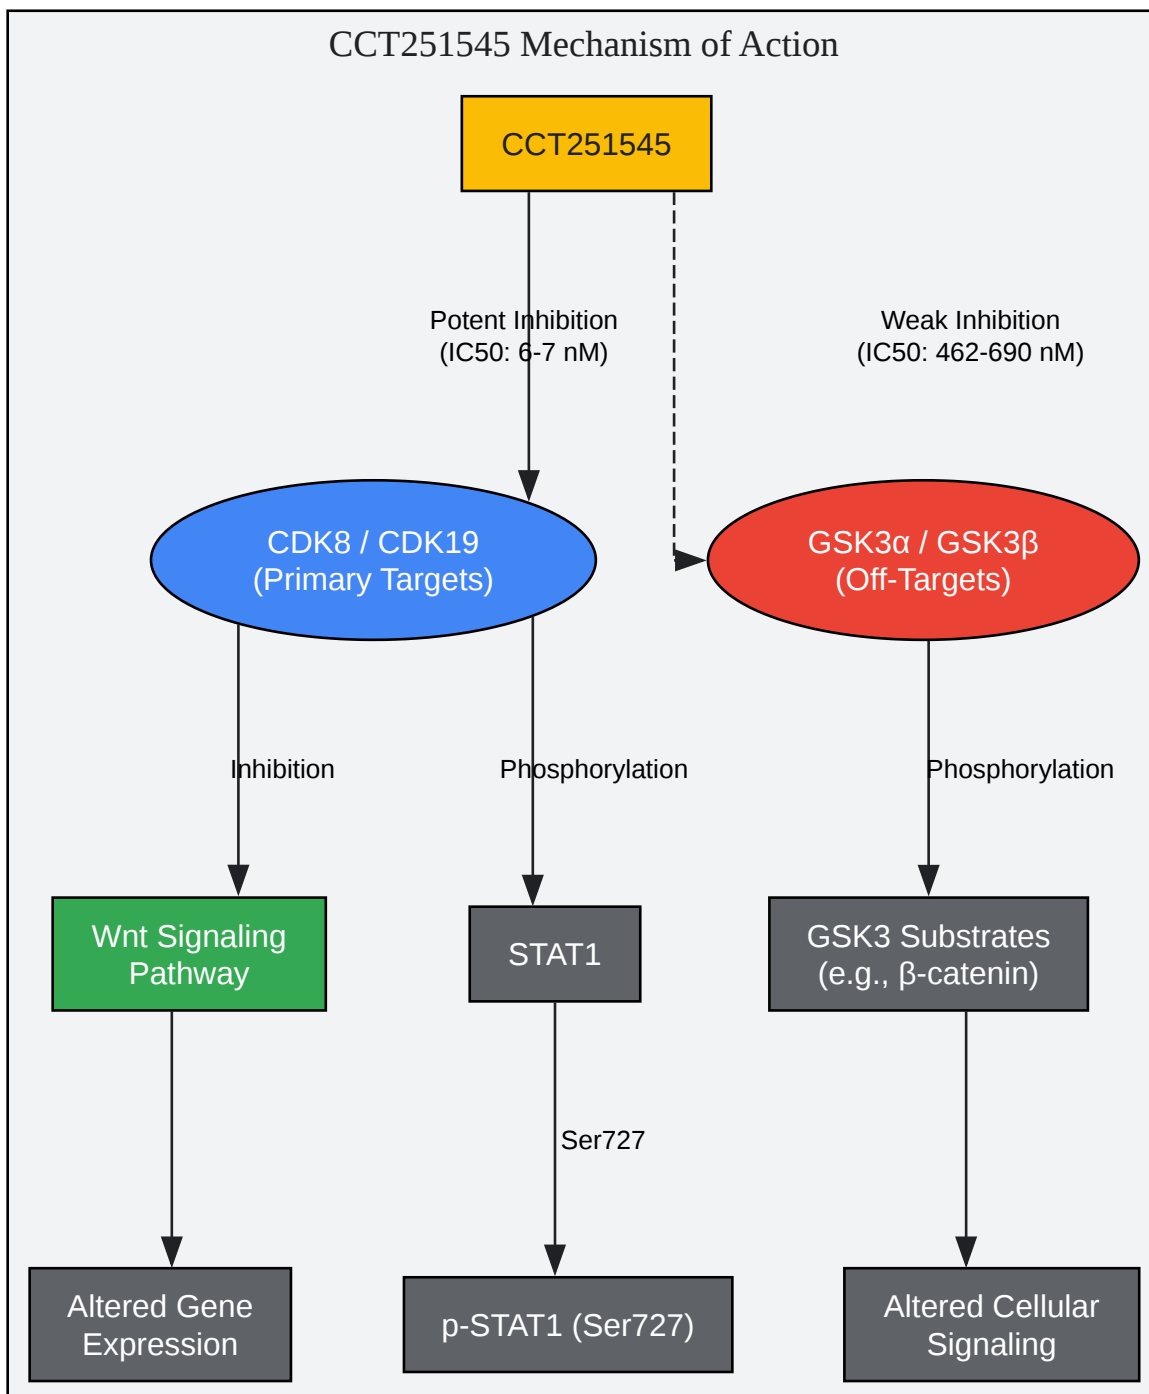 CCT251545 Mechanism of Action
CCT251545
Potent Inhibition
(IC50: 6-7 nM)
Weak Inhibition
(IC50: 462-690 nM)
CDK8 / CDK19
(Primary Targets)
GSK3α / GSK3β
(Off-Targets)
Inhibition
Phosphorylation
Phosphorylation
Wnt Signaling
Pathway
STAT1
GSK3 Substrates
(e.g., β-catenin)
Ser727
Altered Gene
Expression
p-STAT1 (Ser727)
Altered Cellular
Signaling